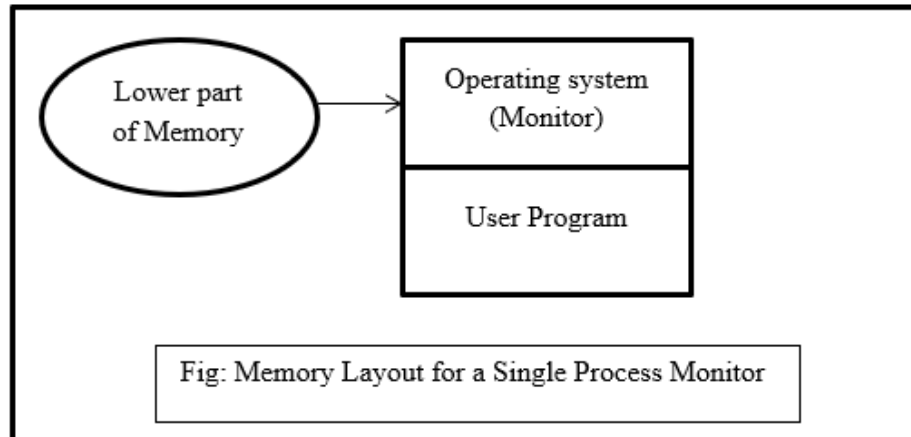 Lower part
of Memory
Operating system
(Monitor)
User Program
Fig: Memory Layout for a Single Process Monitor